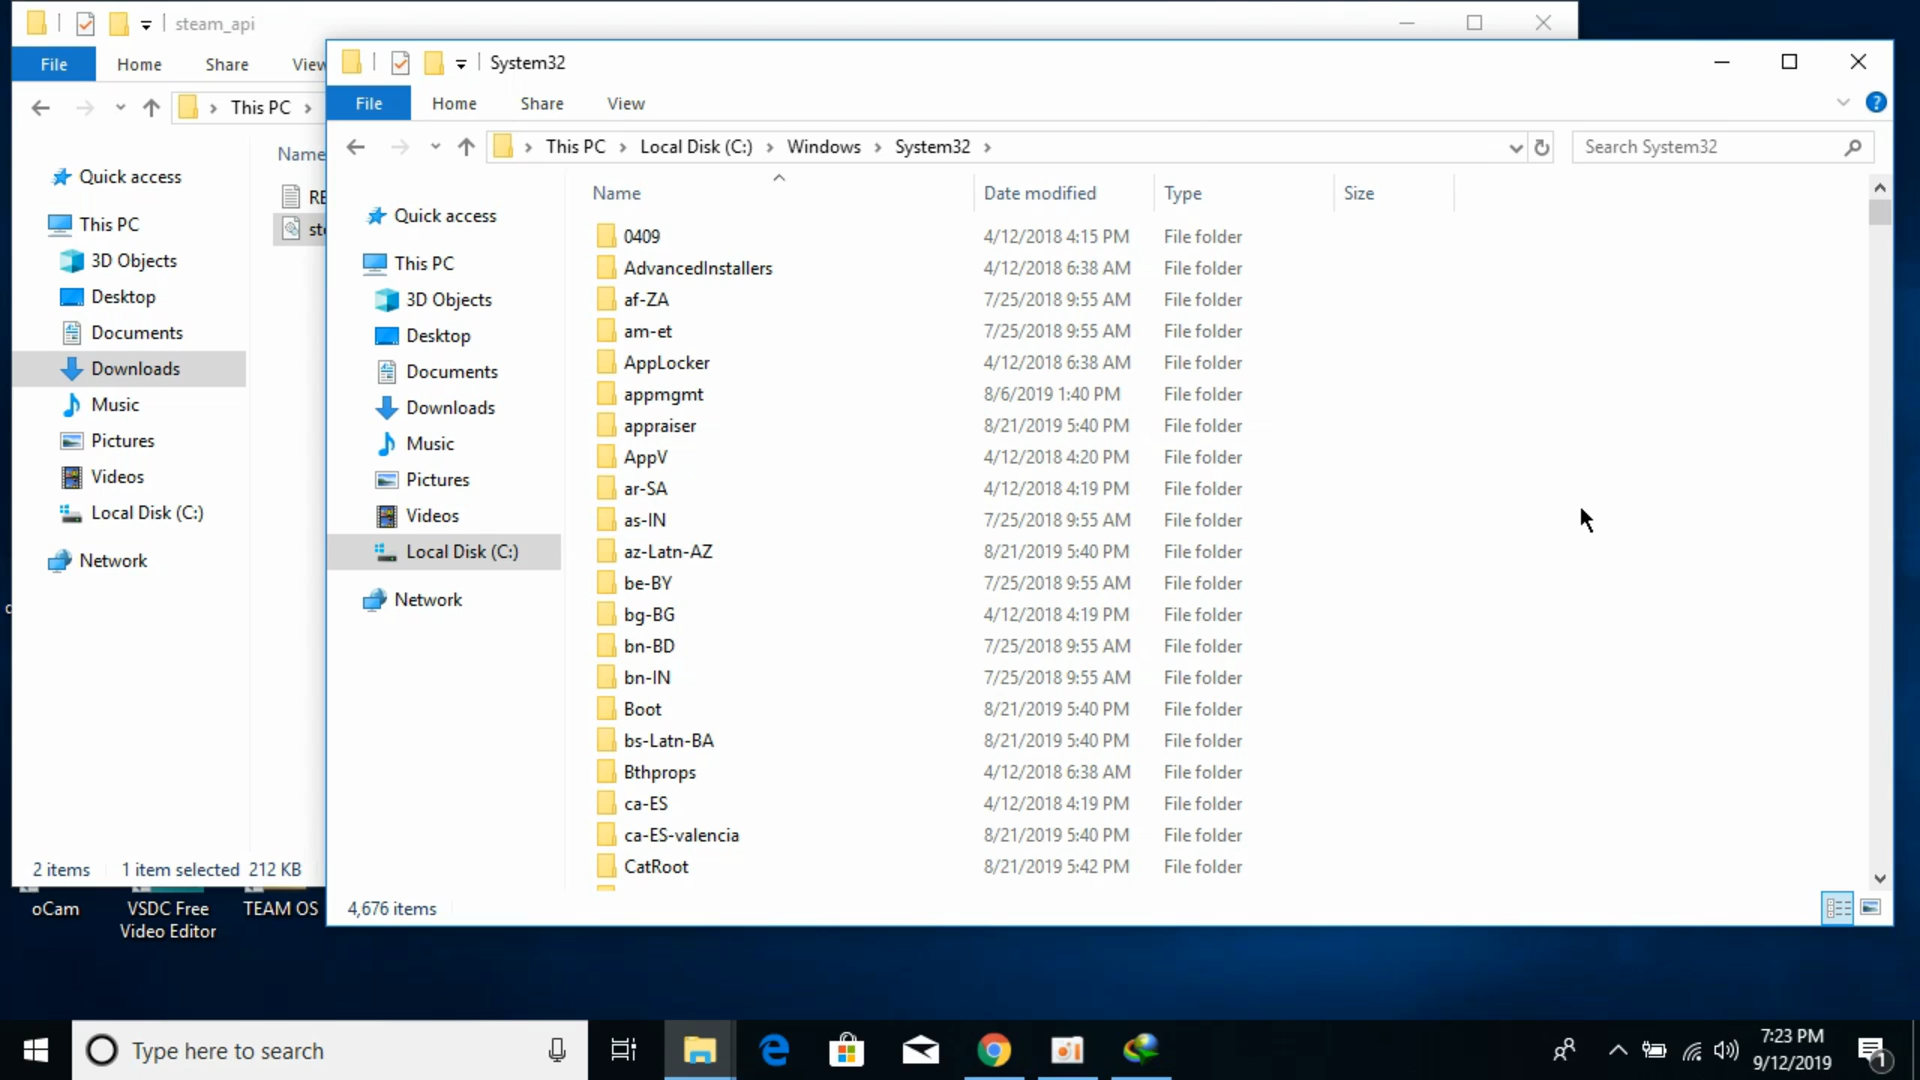 steam_api
File Home Share View
This PC
Name
Quick access
This PC
3D Objects
Desktop
Documents
Downloads
Music
Pictures
Videos
Local Disk (C:)
Network
2 items 1 item selected 212 KB
System32
File Home Share View
This PC Local Disk (C:) Windows System32
Search System32
Quick access
This PC
3D Objects
Desktop
Documents
Downloads
Music
Pictures
Videos
Local Disk (C:)
Network
Name Date modified Type Size
0409 4/12/2018 4:15 PM File folder
AdvancedInstallers 4/12/2018 6:38 AM File folder
af-ZA 7/25/2018 9:55 AM File folder
am-et 7/25/2018 9:55 AM File folder
AppLocker 4/12/2018 6:38 AM File folder
appmgmt 8/6/2019 1:40 PM File folder
appraiser 8/21/2019 5:40 PM File folder
AppV 4/12/2018 4:20 PM File folder
ar-SA 4/12/2018 4:19 PM File folder
as-IN 7/25/2018 9:55 AM File folder
az-Latn-AZ 8/21/2019 5:40 PM File folder
be-BY 7/25/2018 9:55 AM File folder
bg-BG 4/12/2018 4:19 PM File folder
bn-BD 7/25/2018 9:55 AM File folder
bn-IN 7/25/2018 9:55 AM File folder
Boot 8/21/2019 5:40 PM File folder
bs-Latn-BA 8/21/2019 5:40 PM File folder
Bthprops 4/12/2018 6:38 AM File folder
ca-ES 4/12/2018 4:19 PM File folder
ca-ES-valencia 8/21/2019 5:40 PM File folder
CatRoot 8/21/2019 5:42 PM File folder
4,676 items
oCam VSDC Free TEAM OS
Video Editor
Type here to search
7:23 PM
9/12/2019
1